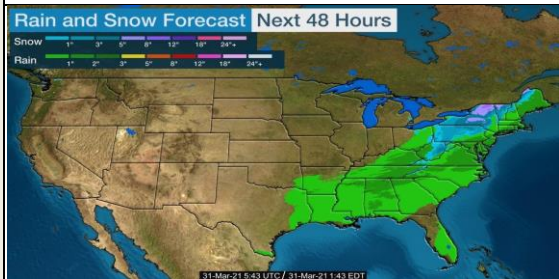 Rain and Snow Forecast Next 48 Hours
Snow
1" 3" 5" 8" 12" 18" 24"+
Rain
1" 2" 3" 5" 8" 12" 18" 24"+
31-Mar-21 5:43 UTC / 31-Mar-21 1:43 EDT